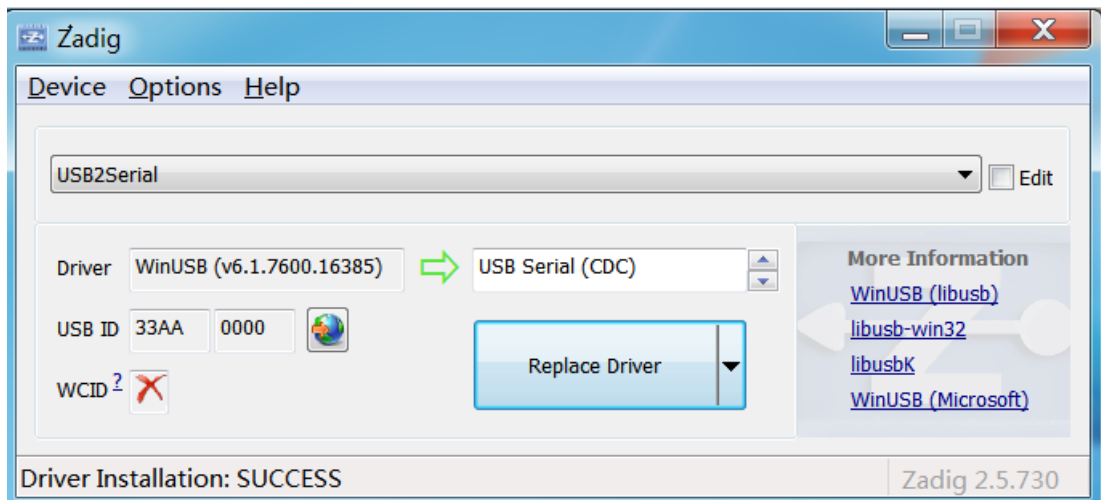 Zadig
Device Options Help
USB2Serial
Edit
Driver WinUSB (v6.1.7600.16385) USB Serial (CDC)
USB ID 33AA 0000
WCID ?
Replace Driver
More Information
WinUSB (libusb)
libusb-win32
libusbK
WinUSB (Microsoft)
Driver Installation: SUCCESS
Zadig 2.5.730